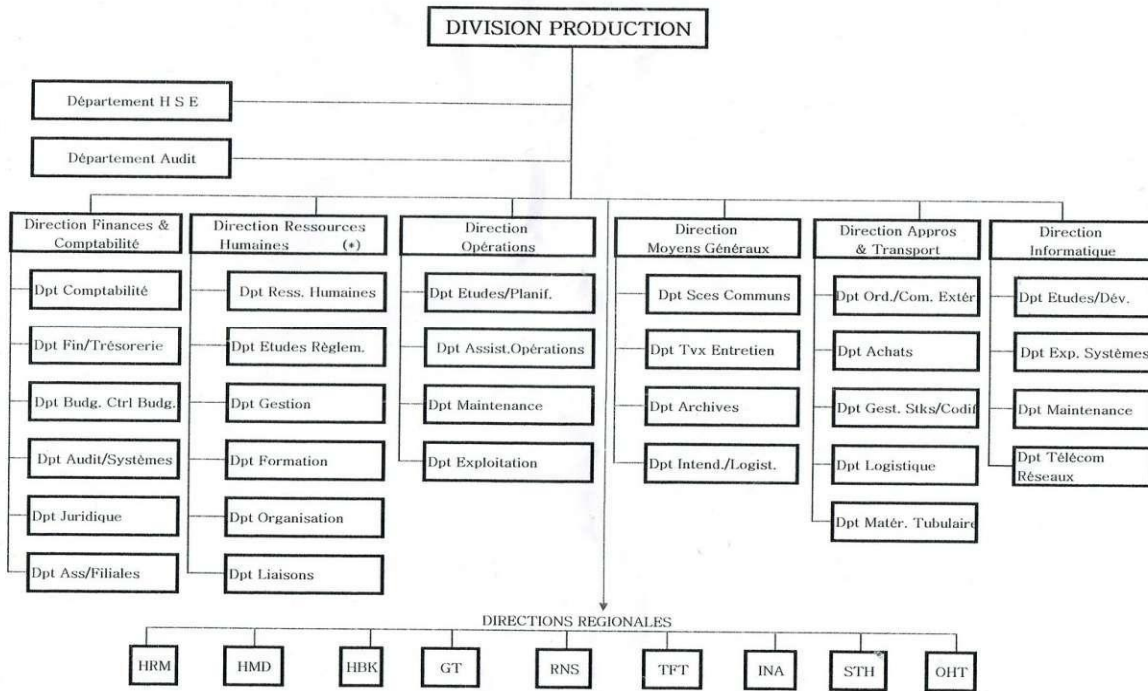 DIVISION PRODUCTION
Département H S E
Département Audit
Direction Finances &
Comptabilité
Direction Ressources
Humaines (*)
Direction
Opérations
Direction
Moyens Généraux
Direction Appros
& Transport
Direction
Informatique
Dpt Comptabilité
Dpt Fin/Trésorerie
Dpt Budg. Ctrl Budg.
Dpt Audit/Systèmes
Dpt Juridique
Dpt Ass/Filiales
Dpt Ress. Humaines
Dpt Etudes Règlem.
Dpt Gestion
Dpt Formation
Dpt Organisation
Dpt Liaisons
Dpt Etudes/Planif.
Dpt Assist.Opérations
Dpt Maintenance
Dpt Exploitation
Dpt Sces Communs
Dpt Tvx Entretien
Dpt Archives
Dpt Intend./Logist.
Dpt Ord./Com. Extér
Dpt Achats
Dpt Gest. Stks/Codif
Dpt Logistique
Dpt Matér. Tubulaire
Dpt Etudes/Dév.
Dpt Exp. Systèmes
Dpt Maintenance
Dpt Télécom
Réseaux
DIRECTIONS REGIONALES
HRM
HMD
HBK
GT
RNS
TFT
INA
STH
OHT